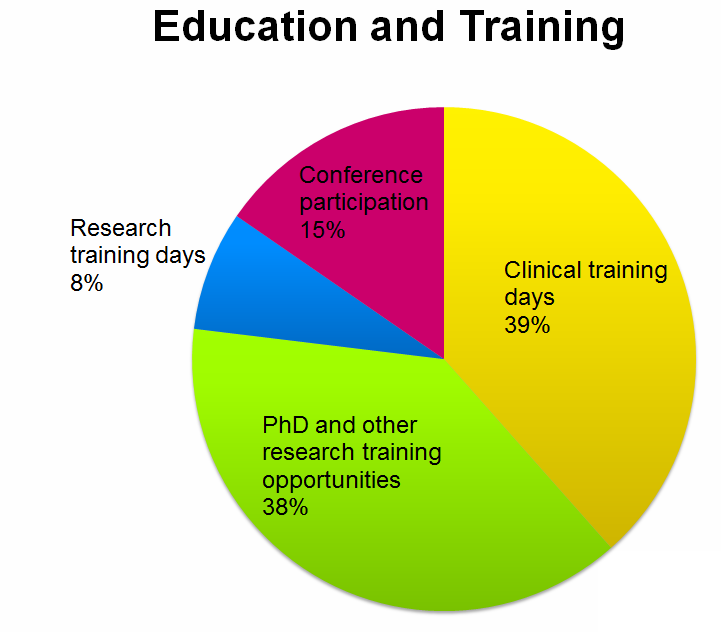 Education and Training
Conference
participation
15%
Research
training days
8%
Clinical training
days
39%
PhD and other
research training
opportunities
38%